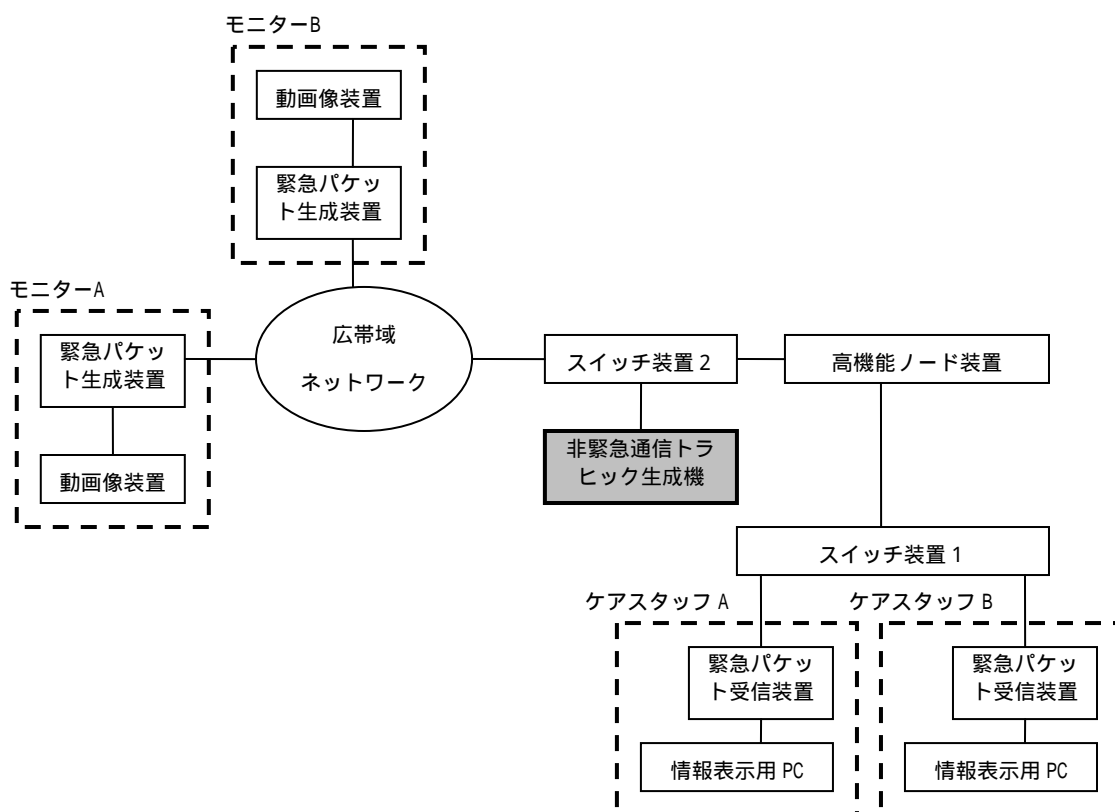 モニターB
動画像装置
緊急パケッ
ト生成装置
モニターA
緊急パケッ
ト生成装置
動画像装置
広帯域
ネットワーク
スイッチ装置 2
高機能ノード装置
非緊急通信トラ
ヒック生成機
スイッチ装置 1
ケアスタッフ A
ケアスタッフ B
緊急パケッ
ト受信装置
情報表示用 PC
緊急パケッ
ト受信装置
情報表示用 PC